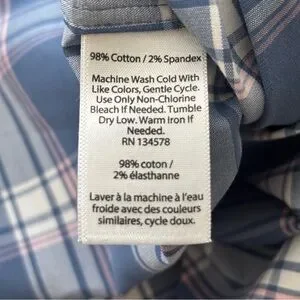 98% Cotton / 2% Spandex
Machine Wash Cold With
Like Colors, Gentle Cycle.
Use Only Non-Chlorine
Bleach If Needed. Tumble
Dry Low. Warm Iron If
Needed.
RN 134578
98% coton /
2% élasthanne
Laver à la machine à l'eau
froide avec des couleurs
similaires, cycle doux.